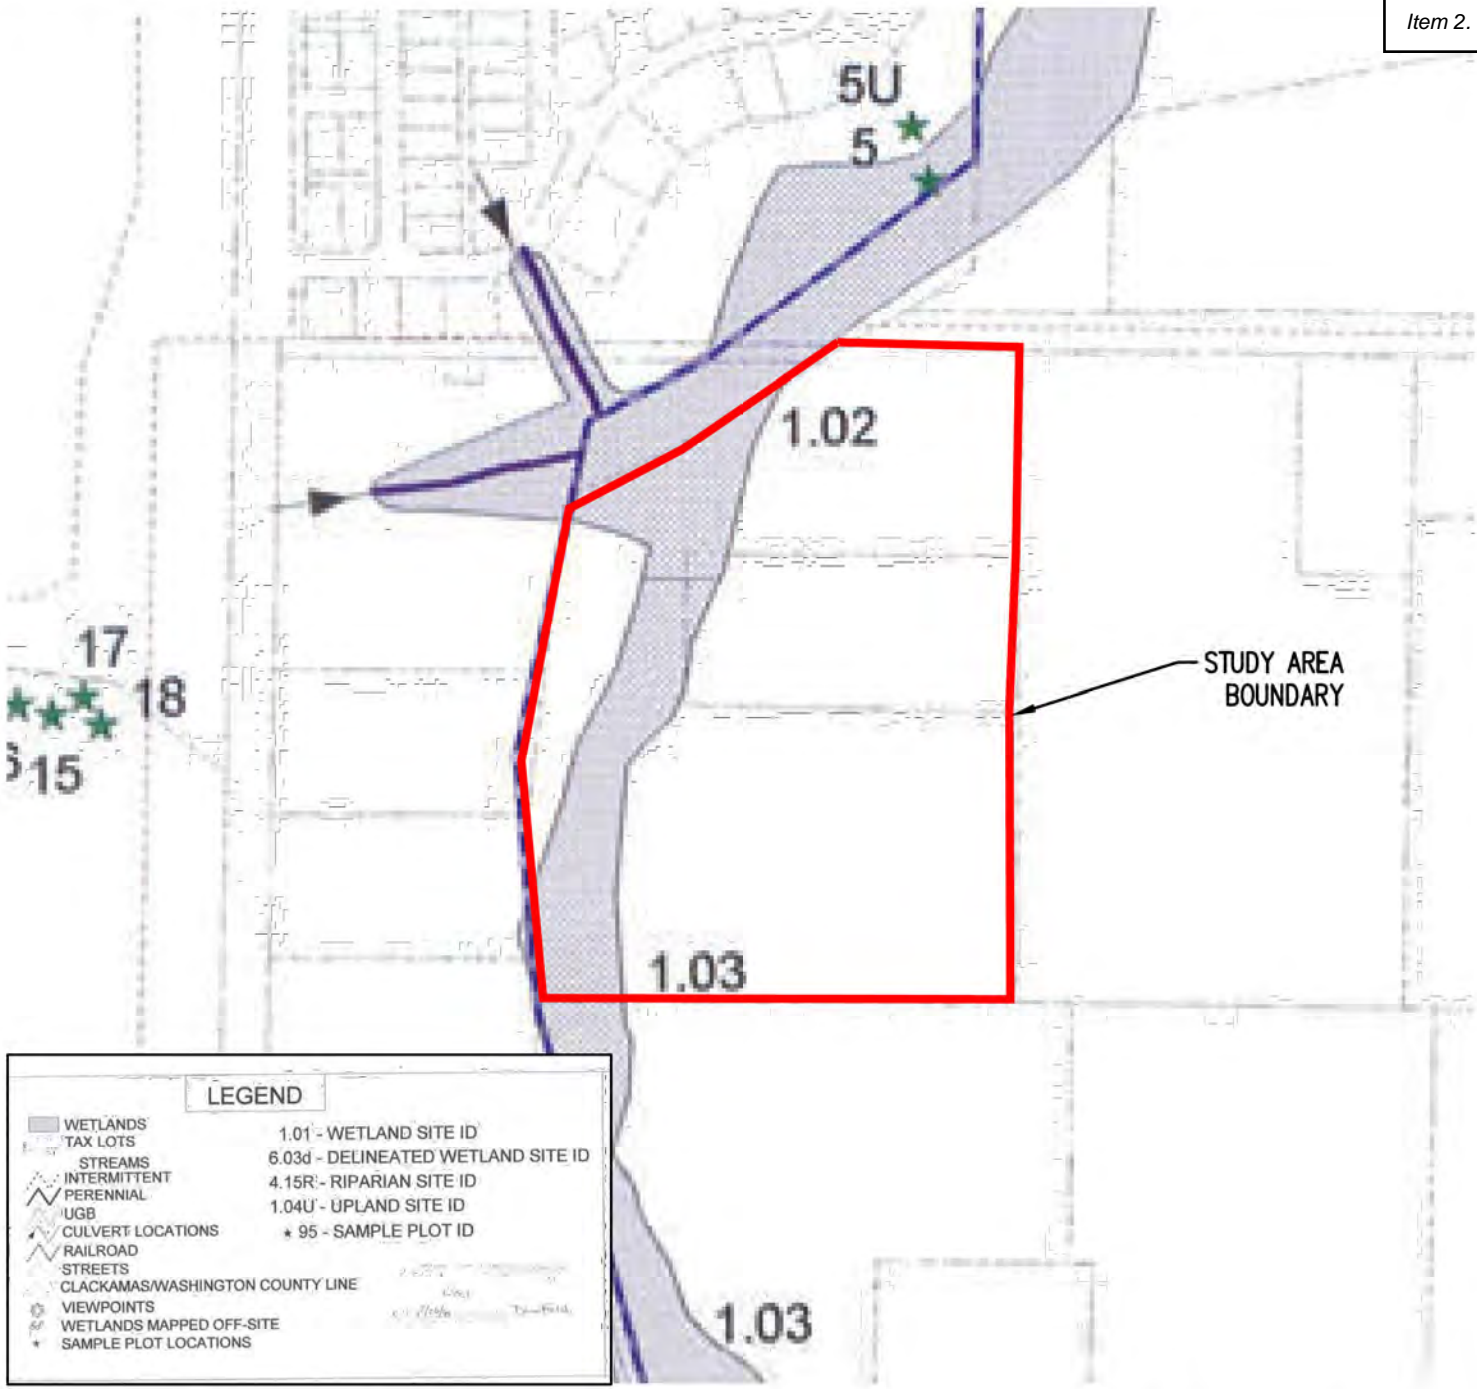 Item 2.
5U
5
1.02
17
18
15
STUDY AREA
BOUNDARY
1.03
LEGEND
WETLANDS
TAX LOTS
STREAMS
INTERMITTENT
PERENNIAL
UGB
CULVERT LOCATIONS
RAILROAD
STREETS
CLACKAMAS/WASHINGTON COUNTY LINE
VIEWPOINTS
WETLANDS MAPPED OFF-SITE
SAMPLE PLOT LOCATIONS
1.01 - WETLAND SITE ID
6.03d - DELINEATED WETLAND SITE ID
4.15R - RIPARIAN SITE ID
1.04U - UPLAND SITE ID
★ 95 - SAMPLE PLOT ID
1.03